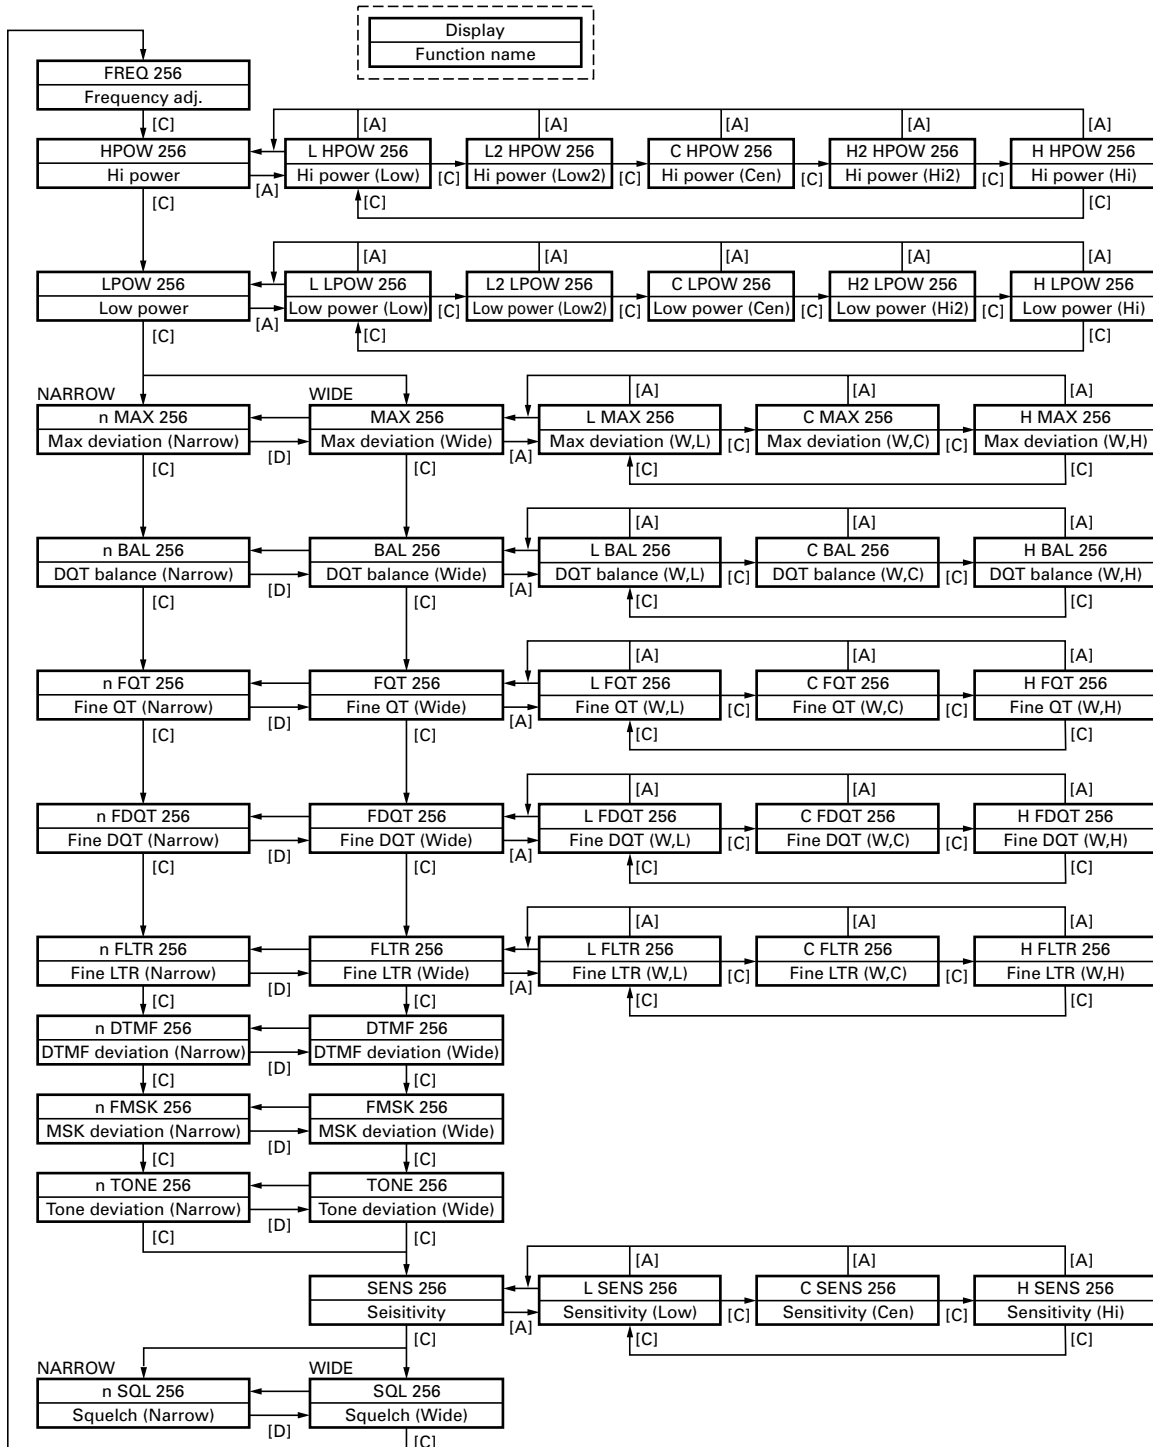 Display
Function name
FREQ 256
Frequency adj.
[C]
[A] [A] [A] [A] [A]
HPOW 256 L HPOW 256 L2 HPOW 256 C HPOW 256 H2 HPOW 256 H HPOW 256
Hi power [A] Hi power (Low) [C] Hi power (Low2) [C] Hi power (Cen) [C] Hi power (Hi2) [C] Hi power (Hi)
[C] [C] [C]
[A] [A] [A] [A] [A]
LPOW 256 L LPOW 256 L2 LPOW 256 C LPOW 256 H2 LPOW 256 H LPOW 256
Low power [A] Low power (Low) [C] Low power (Low2) [C] Low power (Cen) [C] Low power (Hi2) [C] Low power (Hi)
[C] [C] [C]
NARROW WIDE [A] [A] [A]
n MAX 256 MAX 256 L MAX 256 C MAX 256 H MAX 256
Max deviation (Narrow) [D] Max deviation (Wide) [A] Max deviation (W,L) [C] Max deviation (W,C) [C] Max deviation (W,H)
[C] [C] [C] [C]
[A] [A] [A]
n BAL 256 BAL 256 L BAL 256 C BAL 256 H BAL 256
DQT balance (Narrow) [D] DQT balance (Wide) [A] DQT balance (W,L) [C] DQT balance (W,C) [C] DQT balance (W,H)
[C] [C] [C] [C]
[A] [A] [A]
n FQT 256 FQT 256 L FQT 256 C FQT 256 H FQT 256
Fine QT (Narrow) [D] Fine QT (Wide) [A] Fine QT (W,L) [C] Fine QT (W,C) [C] Fine QT (W,H)
[C] [C] [C] [C]
[A] [A] [A]
n FDQT 256 FDQT 256 L FDQT 256 C FDQT 256 H FDQT 256
Fine DQT (Narrow) [D] Fine DQT (Wide) [A] Fine DQT (W,L) [C] Fine DQT (W,C) [C] Fine DQT (W,H)
[C] [C] [C] [C]
[A] [A] [A]
n FLTR 256 FLTR 256 L FLTR 256 C FLTR 256 H FLTR 256
Fine LTR (Narrow) [D] Fine LTR (Wide) [A] Fine LTR (W,L) [C] Fine LTR (W,C) [C] Fine LTR (W,H)
[C] [C] [C] [C]
n DTMF 256 DTMF 256
DTMF deviation (Narrow) [D] DTMF deviation (Wide)
[C] [C]
n FMSK 256 FMSK 256
MSK deviation (Narrow) [D] MSK deviation (Wide)
[C] [C]
n TONE 256 TONE 256
Tone deviation (Narrow) [D] Tone deviation (Wide)
[C] [C]
[A] [A] [A]
SENS 256 L SENS 256 C SENS 256 H SENS 256
Seisitivity [A] Sensitivity (Low) [C] Sensitivity (Cen) [C] Sensitivity (Hi)
[C] [C] [C]
NARROW WIDE
n SQL 256 SQL 256
Squelch (Narrow) [D] Squelch (Wide)
[C]